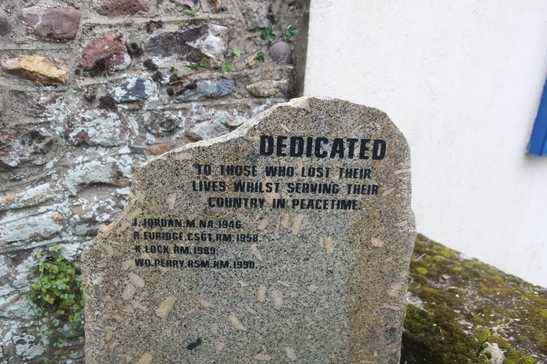 DEDICATED
TO THOSE WHO LOST THEIR
LIVES WHILST SERVING THEIR
COUNTRY IN PEACETIME.
J.JORDAN.M.NA.1946.
R.EURIDGE.CSGT.RM.1958.
K.LOCK.RM.1989.
WO.PERRY.RSM.RM.1990.